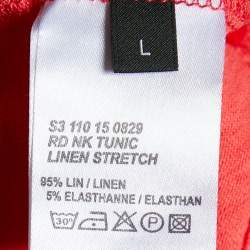 L
S3 110 15 0829
RD NK TUNIC
LINEN STRETCH
95% LIN / LINEN
5% ELASTHANNE / ELASTHAN
30° P